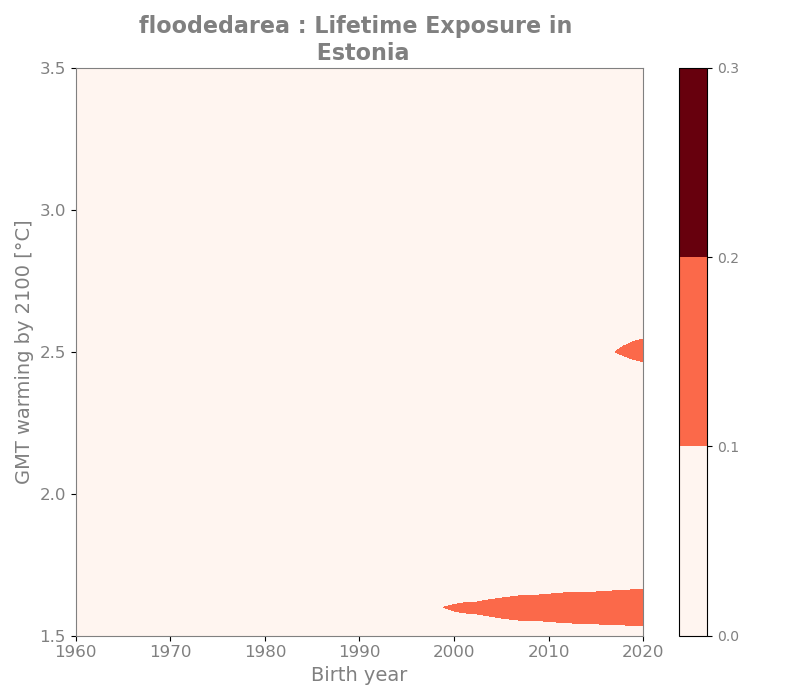 floodedarea : Lifetime Exposure in
Estonia
3.5
3.0
2.5
2.0
1.5
GMT warming by 2100 [°C]
1960 1970 1980 1990 2000 2010 2020
Birth year
0.3
0.2
0.1
0.0